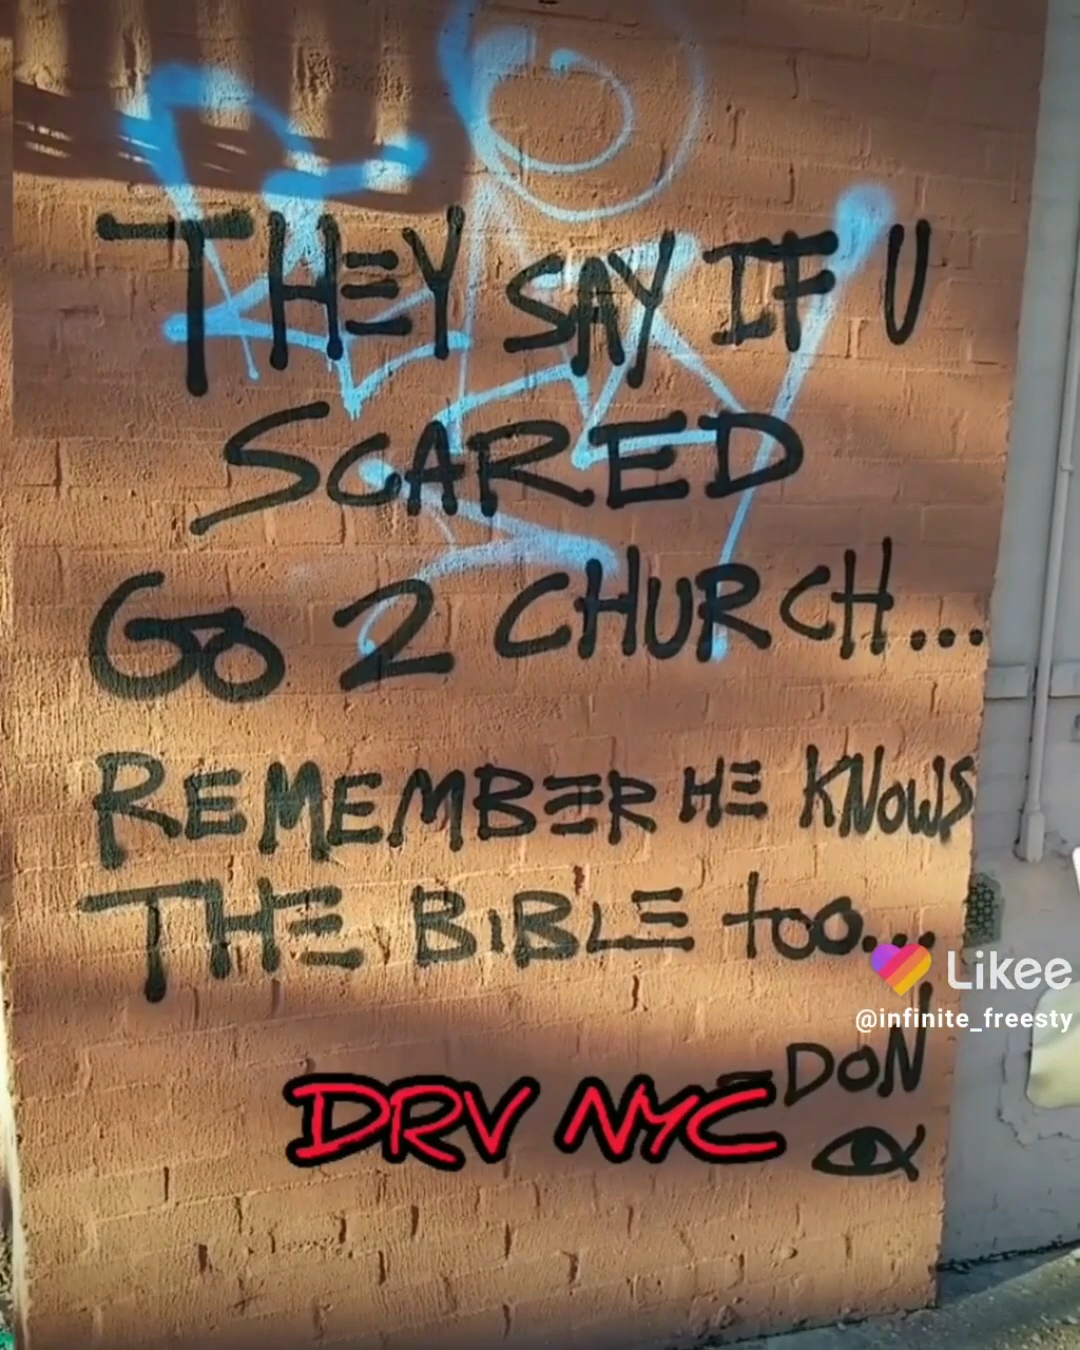 THEY SAY IF U
SCARED
GO 2 CHURCH...
REMEMBER HE KNOWS
THE BIBLE too...
Likee
@infinite_freesty
-DON
DRV NYC